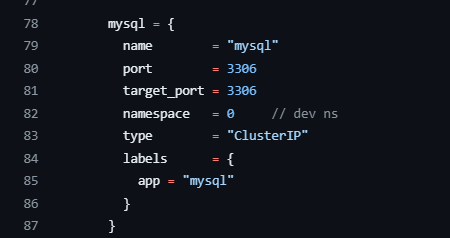 77
78 mysql = {
79 name = "mysql"
80 port = 3306
81 target_port = 3306
82 namespace = 0 // dev ns
83 type = "ClusterIP"
84 labels = {
85 app = "mysql"
86 }
87 }